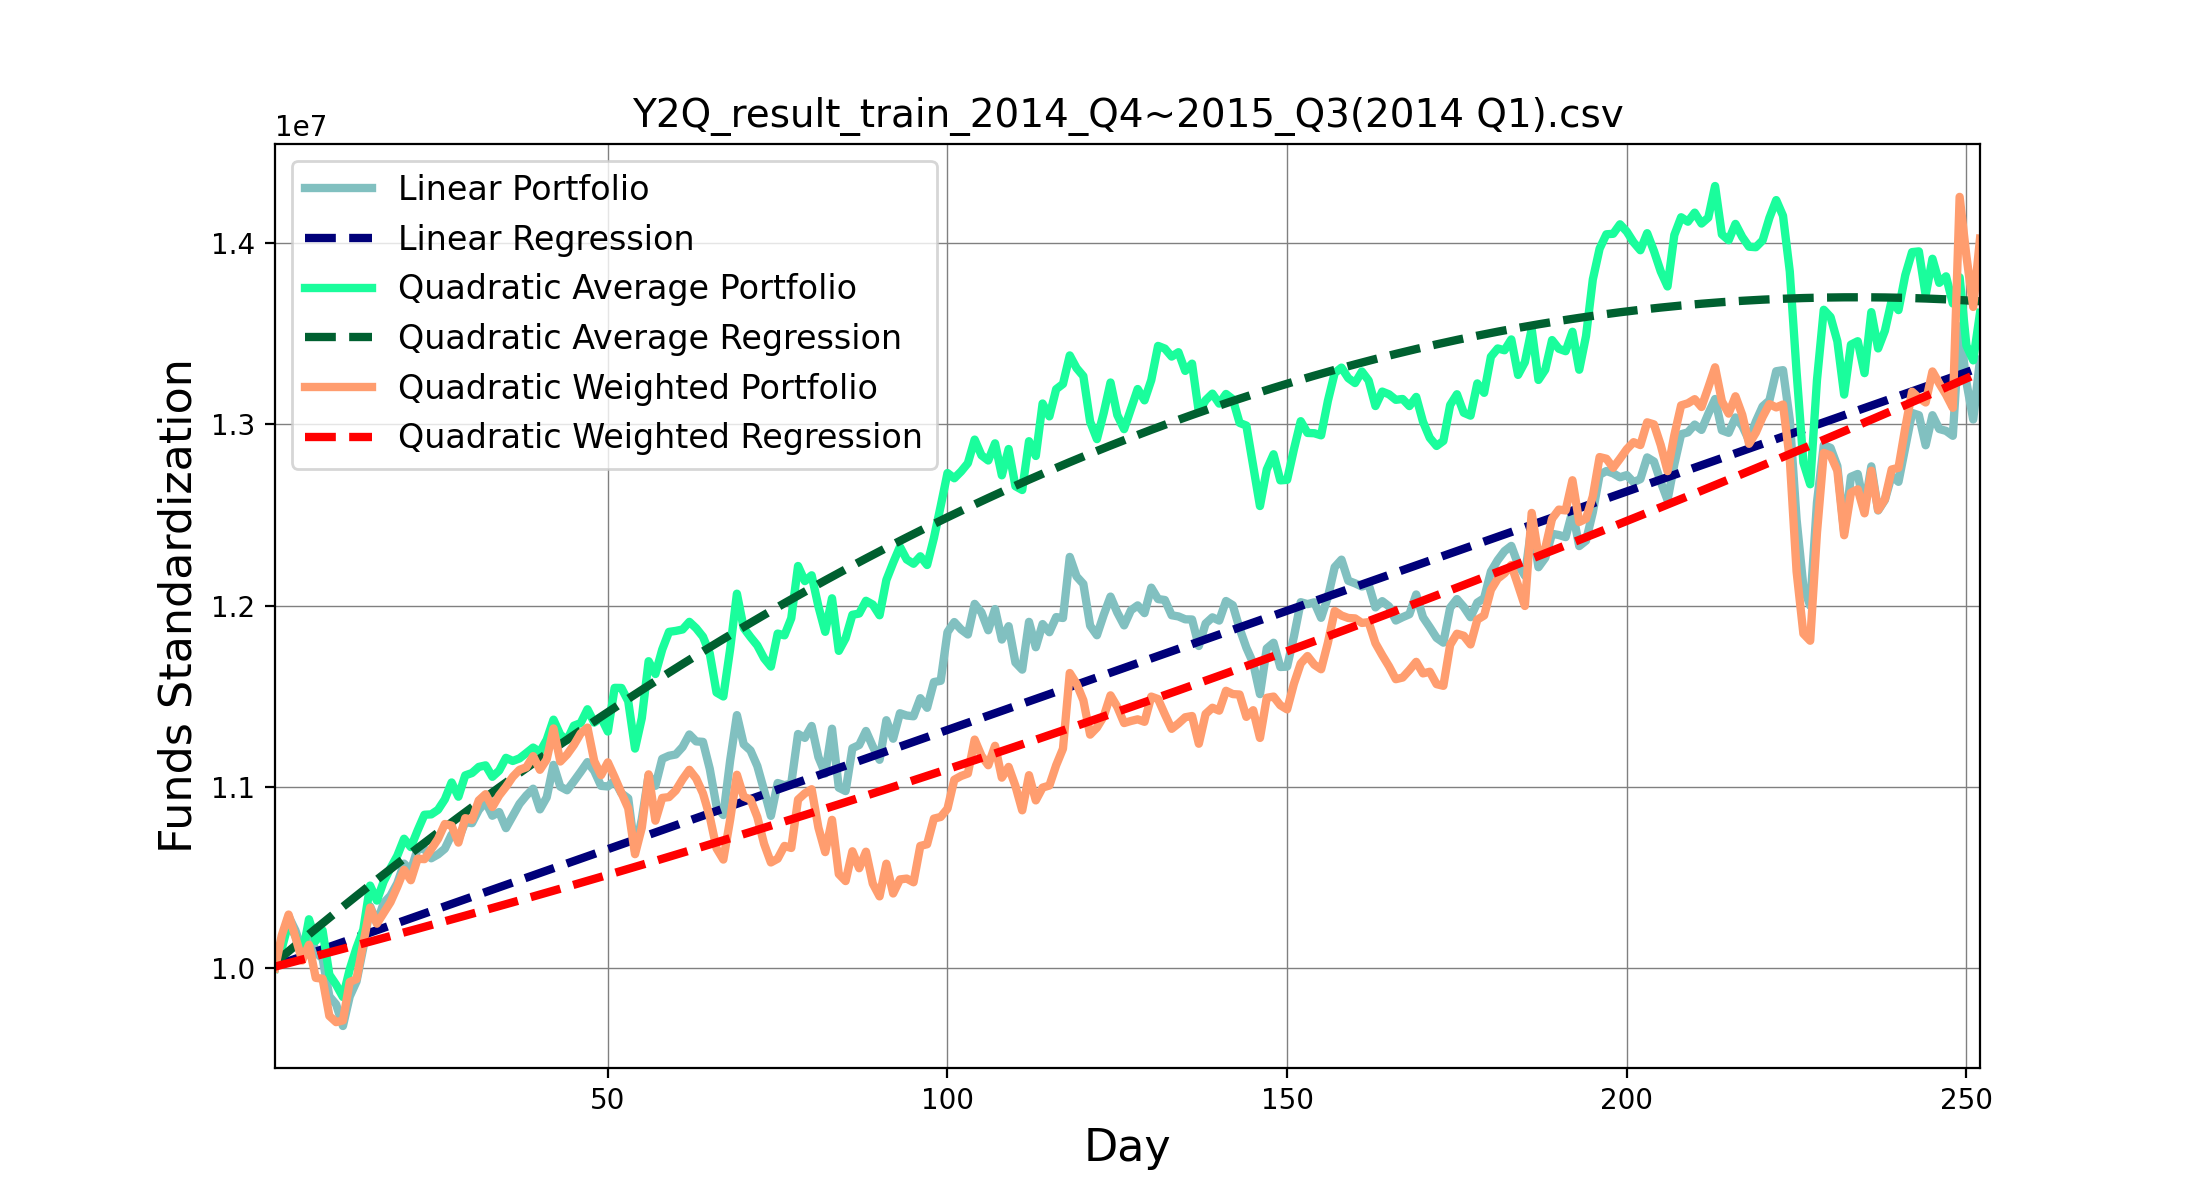 Y2Q_result_train_2014_Q4~2015_Q3(2014 Q1).csv
1e7
Linear Portfolio
Linear Regression
Quadratic Average Portfolio
Quadratic Average Regression
Quadratic Weighted Portfolio
Quadratic Weighted Regression
Funds Standardization
1.4
1.3
1.2
1.1
1.0
50 100 150 200 250
Day